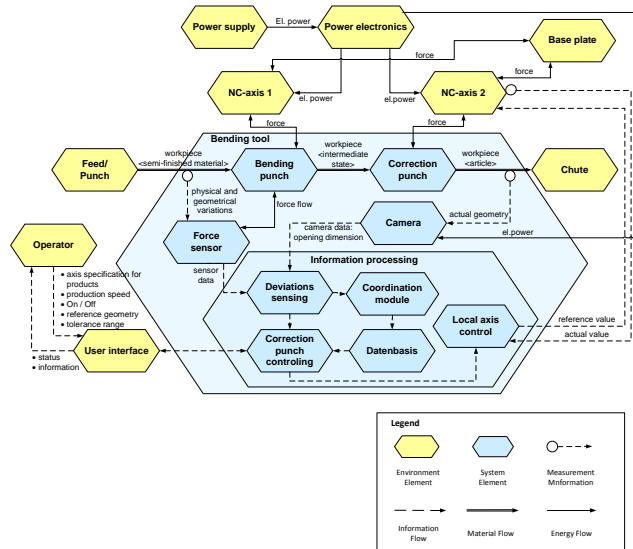 Power supply
El. power
Power electronics
Base plate
force
force
NC-axis 1
el. power
el.power
NC-axis 2
force
force
Bending tool
Feed/
Punch
workpiece
<semi-finished material>
Bending
punch
workpiece
<intermediate
state>
Correction
punch
workpiece
<article>
Chute
physical and
geometrical
variations
force flow
Camera
actual geometry
camera data:
opening dimension
el.power
Operator
Force
sensor
sensor
data
Information processing
• axis specification for
products
• production speed
• On / Off
• reference geometry
• tolerance range
Deviations
sensing
Coordination
module
Local axis
control
reference value
actual value
User interface
• status
• information
Correction
punch
controling
Datenbasis
Legend
Environment
Element
System
Element
Measurement
Mnformation
Information
Flow
Material Flow
Energy Flow